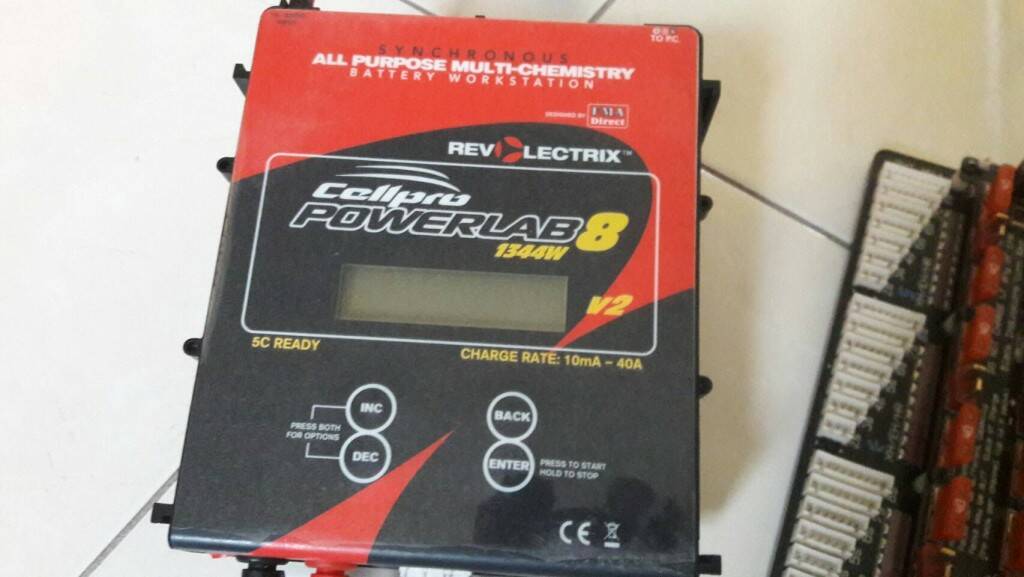 TO P.C.
SYNCHRONOUS
ALL PURPOSE MULTI-CHEMISTRY
BATTERY WORKSTATION
DESIGNED BY FMA Direct
REVOLECTRIX™
Cellpro
POWERLAB 8
1344W
v2
5C READY
CHARGE RATE: 10mA – 40A
INC
PRESS BOTH
FOR OPTIONS
DEC
BACK
ENTER
PRESS TO START
HOLD TO STOP
CE